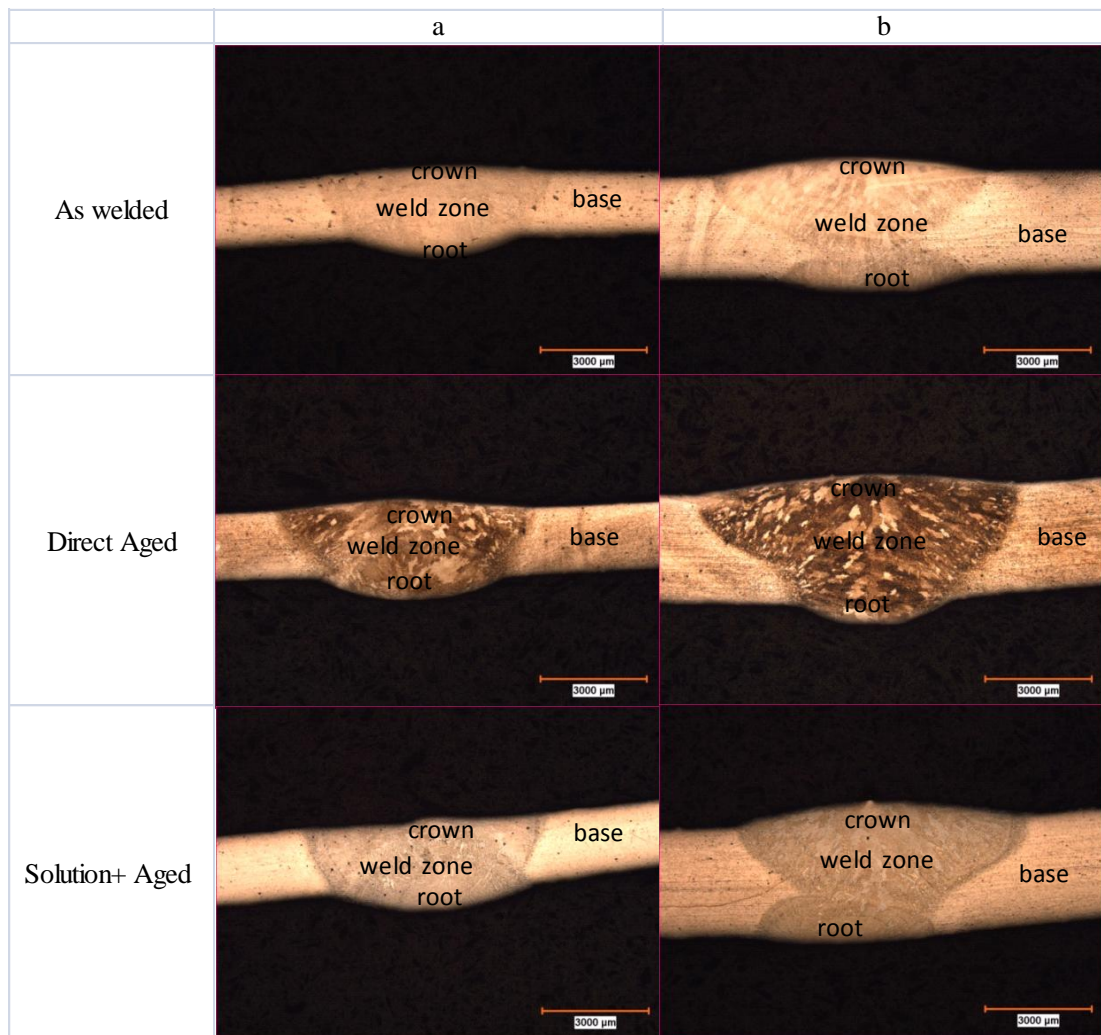 a
b
As welded
crown
weld zone
base
root
3000 µm
crown
weld zone
base
root
3000 µm
Direct Aged
crown
weld zone
base
root
3000 µm
crown
weld zone
base
root
3000 µm
Solution+ Aged
crown
base
weld zone
root
3000 µm
crown
weld zone
base
root
3000 µm